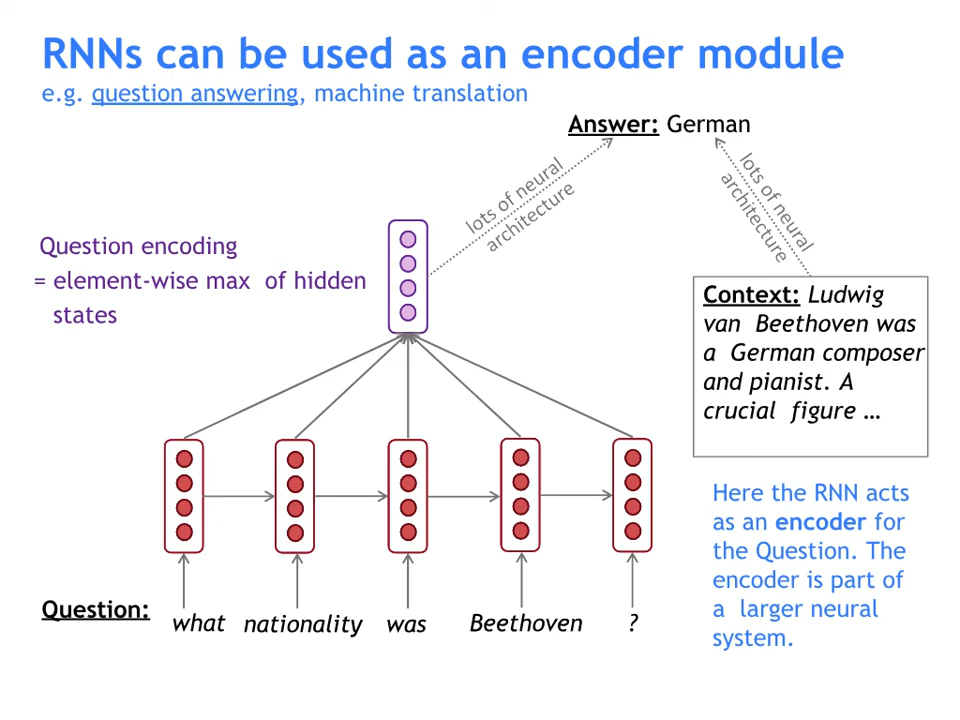 RNNs can be used as an encoder module
e.g. question answering, machine translation
Answer: German
lots of neural
architecture
lots of neural
architecture
Question encoding
= element-wise max of hidden
states
Context: Ludwig
van Beethoven was
a German composer
and pianist. A
crucial figure …
Here the RNN acts
as an encoder for
the Question. The
encoder is part of
a larger neural
system.
Question: what nationality was Beethoven ?